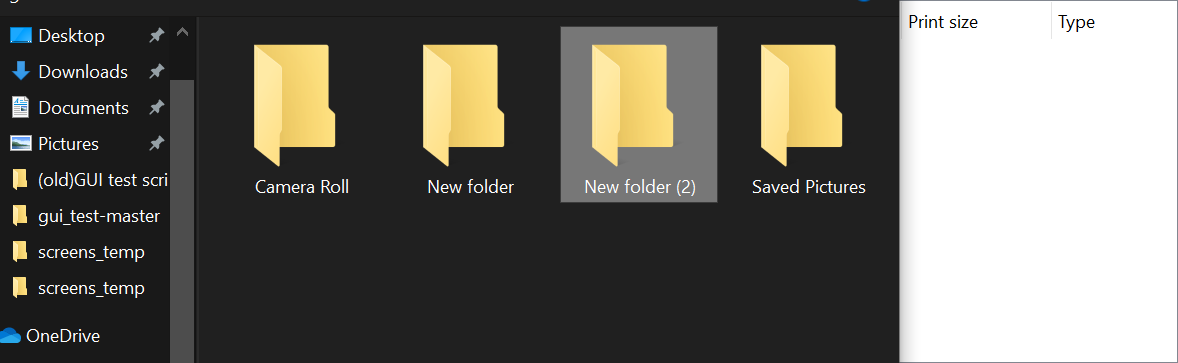 Desktop
Downloads
Documents
Pictures
(old)GUI test scri
gui_test-master
screens_temp
screens_temp
OneDrive
Camera Roll
New folder
New folder (2)
Saved Pictures
Print size
Type